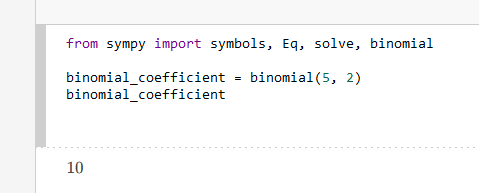 from sympy import symbols, Eq, solve, binomial
binomial_coefficient = binomial(5, 2)
binomial_coefficient
10